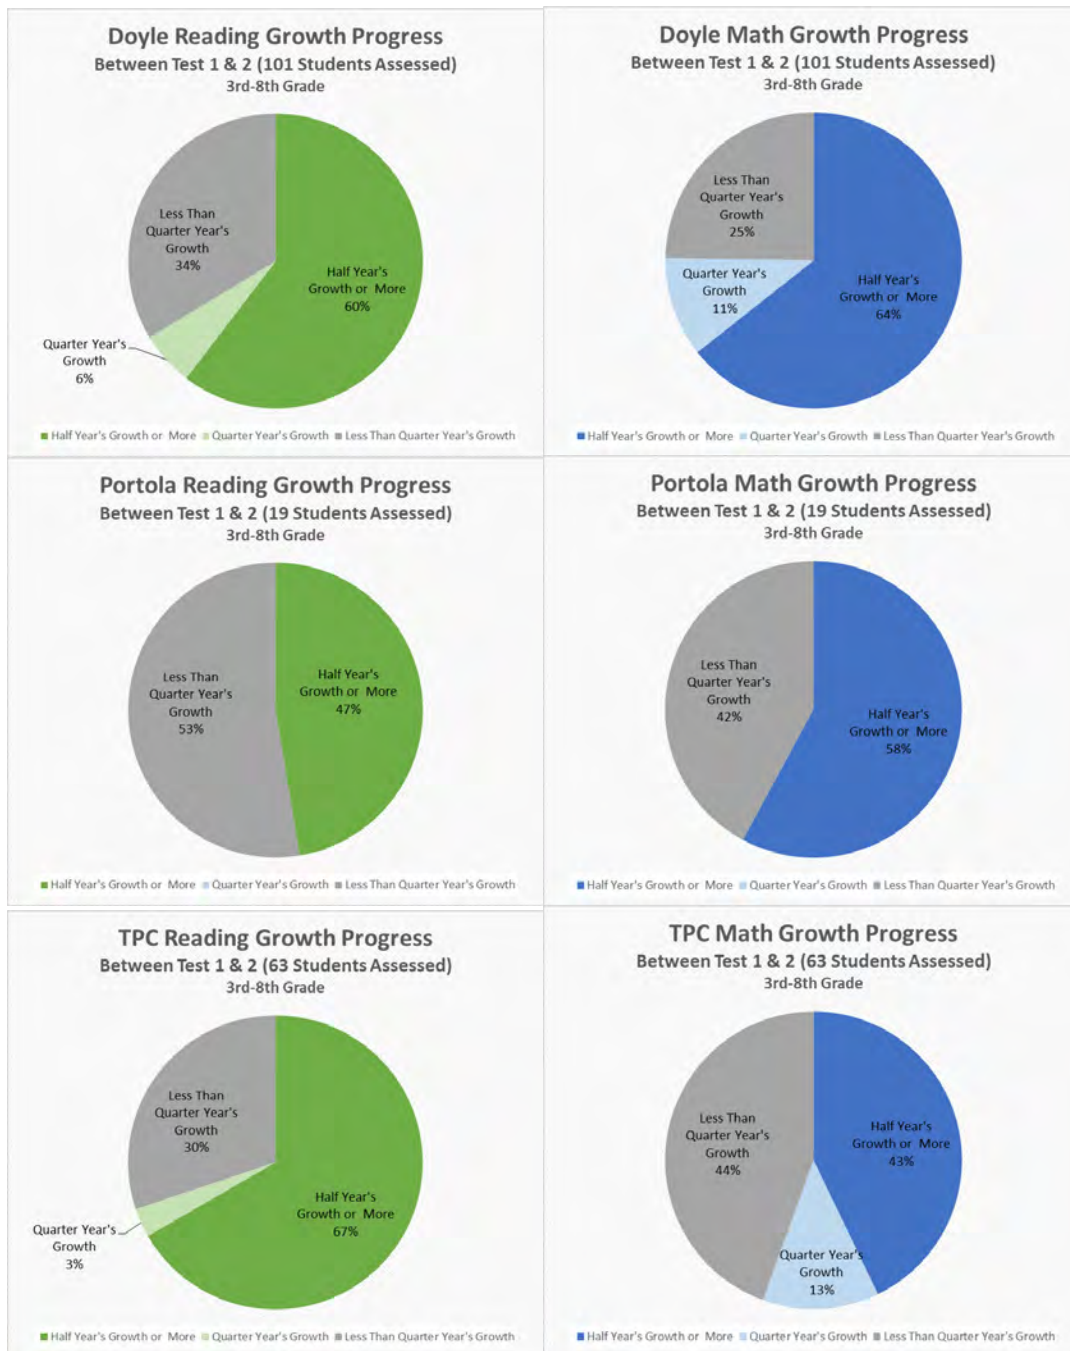 Doyle Reading Growth Progress
Between Test 1 & 2 (101 Students Assessed)
3rd-8th Grade
Less Than
Quarter Year's
Growth
34%
Half Year's
Growth or More
60%
Quarter Year's
Growth
6%
Half Year's Growth or More Quarter Year's Growth Less Than Quarter Year's Growth
Doyle Math Growth Progress
Between Test 1 & 2 (101 Students Assessed)
3rd-8th Grade
Less Than
Quarter Year's
Growth
25%
Quarter Year's
Growth
11%
Half Year's
Growth or More
64%
Half Year's Growth or More Quarter Year's Growth Less Than Quarter Year's Growth
Portola Reading Growth Progress
Between Test 1 & 2 (19 Students Assessed)
3rd-8th Grade
Less Than
Quarter Year's
Growth
53%
Half Year's
Growth or More
47%
Half Year's Growth or More Quarter Year's Growth Less Than Quarter Year's Growth
Portola Math Growth Progress
Between Test 1 & 2 (19 Students Assessed)
3rd-8th Grade
Less Than
Quarter Year's
Growth
42%
Half Year's
Growth or More
58%
Half Year's Growth or More Quarter Year's Growth Less Than Quarter Year's Growth
TPC Reading Growth Progress
Between Test 1 & 2 (63 Students Assessed)
3rd-8th Grade
Less Than
Quarter Year's
Growth
30%
Half Year's
Growth or More
67%
Quarter Year's
Growth
3%
Half Year's Growth or More Quarter Year's Growth Less Than Quarter Year's Growth
TPC Math Growth Progress
Between Test 1 & 2 (63 Students Assessed)
3rd-8th Grade
Less Than
Quarter Year's
Growth
44%
Half Year's
Growth or More
43%
Quarter Year's
Growth
13%
Half Year's Growth or More Quarter Year's Growth Less Than Quarter Year's Growth